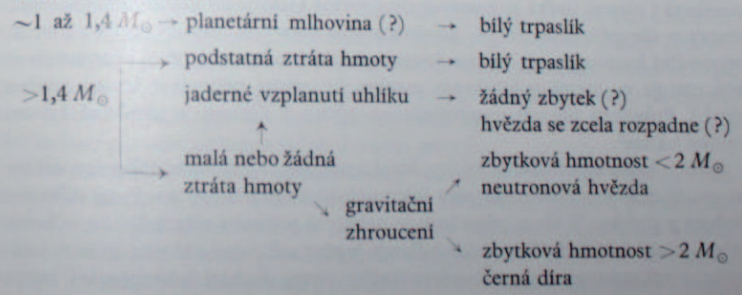 ~1 až 1,4 M☉ → planetární mlhovina (?) → bílý trpaslík
podstatná ztráta hmoty → bílý trpaslík
>1,4 M☉ jaderné vzplanutí uhlíku → žádný zbytek (?)
hvězda se zcela rozpadne (?)
malá nebo žádná
ztráta hmoty
zbytková hmotnost <2 M☉
neutronová hvězda
gravitační
zhroucení
zbytková hmotnost >2 M☉
černá díra